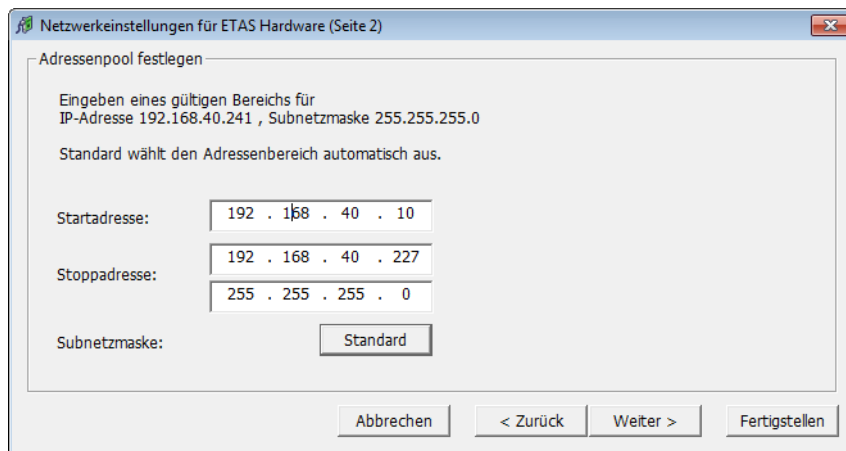 Netzwerkeinstellungen für ETAS Hardware (Seite 2)
Adressenpool festlegen
Eingeben eines gültigen Bereichs für
IP-Adresse 192.168.40.241 , Subnetzmaske 255.255.255.0
Standard wählt den Adressenbereich automatisch aus.
Startadresse: 192 . 168 . 40 . 10
192 . 168 . 40 . 227
Stoppadresse:
255 . 255 . 255 . 0
Subnetzmaske: Standard
Abbrechen < Zurück Weiter > Fertigstellen